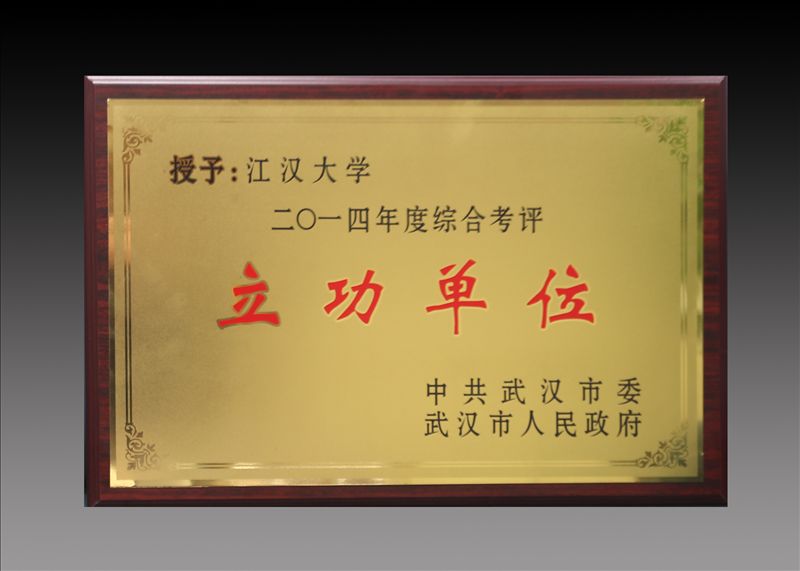 授予:江汉大学
二〇一四年度综合考评
立功单位
中共武汉市委
武汉市人民政府